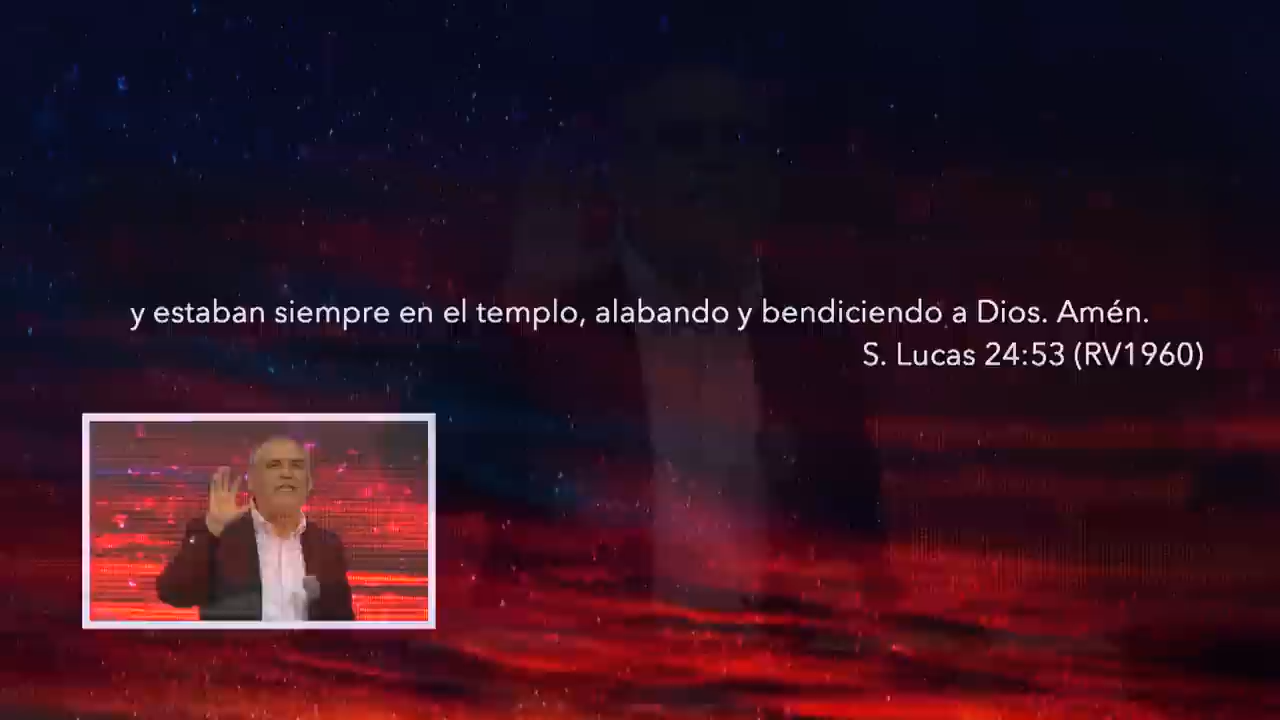 y estaban siempre en el templo, alabando y bendiciendo a Dios. Amén.
S. Lucas 24:53 (RV1960)